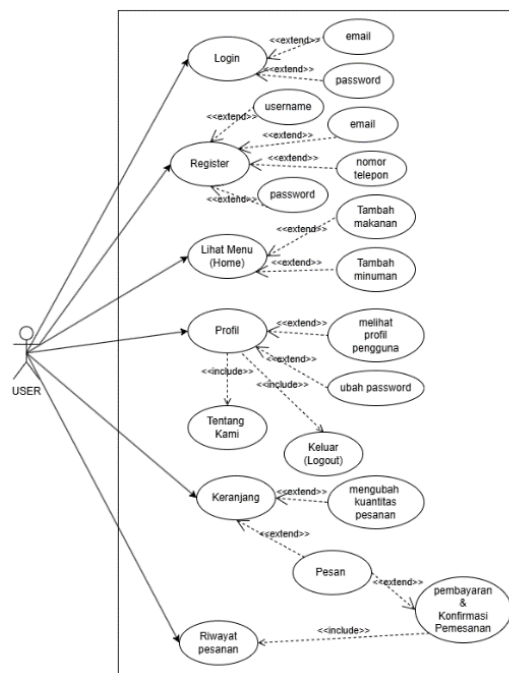 email
<<extend>>
Login
<<extend>>
password
username
<<extend>>
email
<<extend>>
Register
<<extend>>
nomor
telepon
<<extend>>
password
Tambah
makanan
<<extend>>
Lihat Menu
(Home)
<<extend>>
Tambah
minuman
Profil
<<extend>>
melihat
profil
pengguna
<<extend>>
ubah password
<<include>>
<<include>>
USER
Tentang
Kami
Keluar
(Logout)
Keranjang
<<extend>>
mengubah
kuantitas
pesanan
<<extend>>
Pesan
<<extend>>
pembayaran
&
Konfirmasi
Pemesanan
<<include>>
Riwayat
pesanan